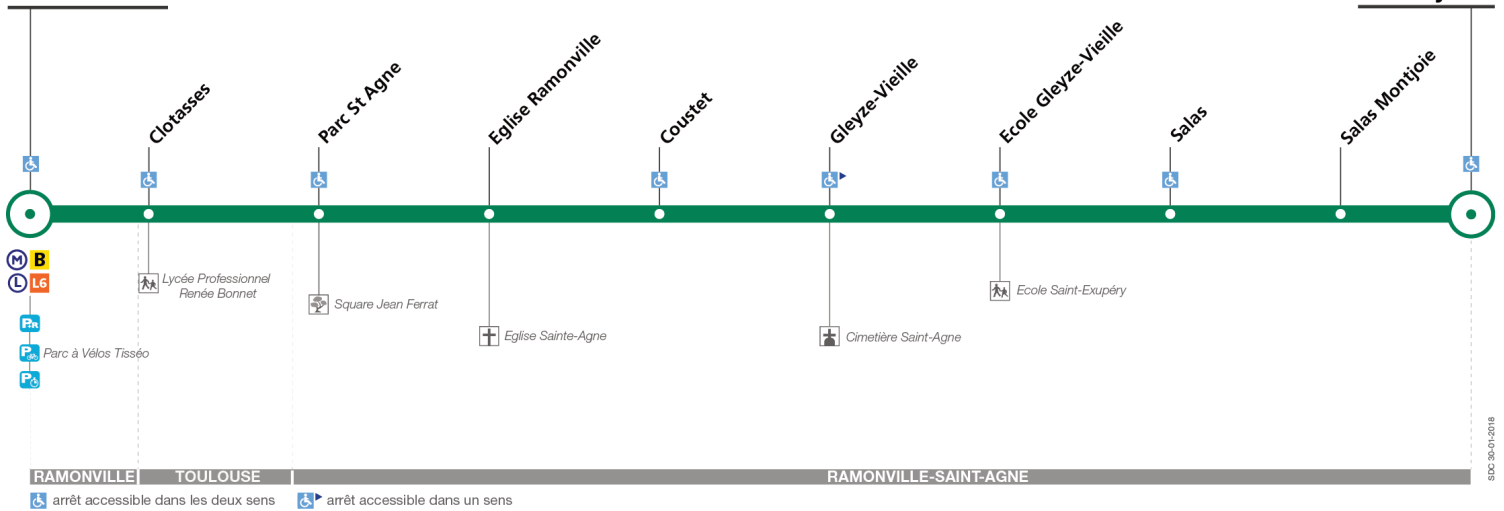 Clotasses
Parc St Agne
Eglise Ramonville
Coustet
Gleyze-Vieille
Ecole Gleyze-Vieille
Salas
Salas Montjoie
M B
L L6
Lycée Professionnel
Renée Bonnet
Square Jean Ferrat
Eglise Sainte-Agne
Cimetière Saint-Agne
Ecole Saint-Exupéry
P+R
P Parc à Vélos Tisséo
P
SDC 30-01-2018
RAMONVILLE TOULOUSE RAMONVILLE-SAINT-AGNE
arrêt accessible dans les deux sens arrêt accessible dans un sens